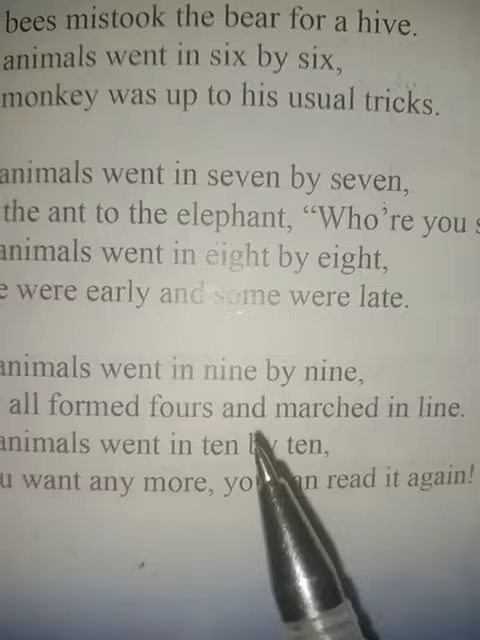 bees mistook the bear for a hive.
animals went in six by six,
monkey was up to his usual tricks.
animals went in seven by seven,
the ant to the elephant, “Who’re you s
animals went in eight by eight,
e were early and some were late.
animals went in nine by nine,
all formed fours and marched in line.
animals went in ten by ten,
u want any more, you can read it again!